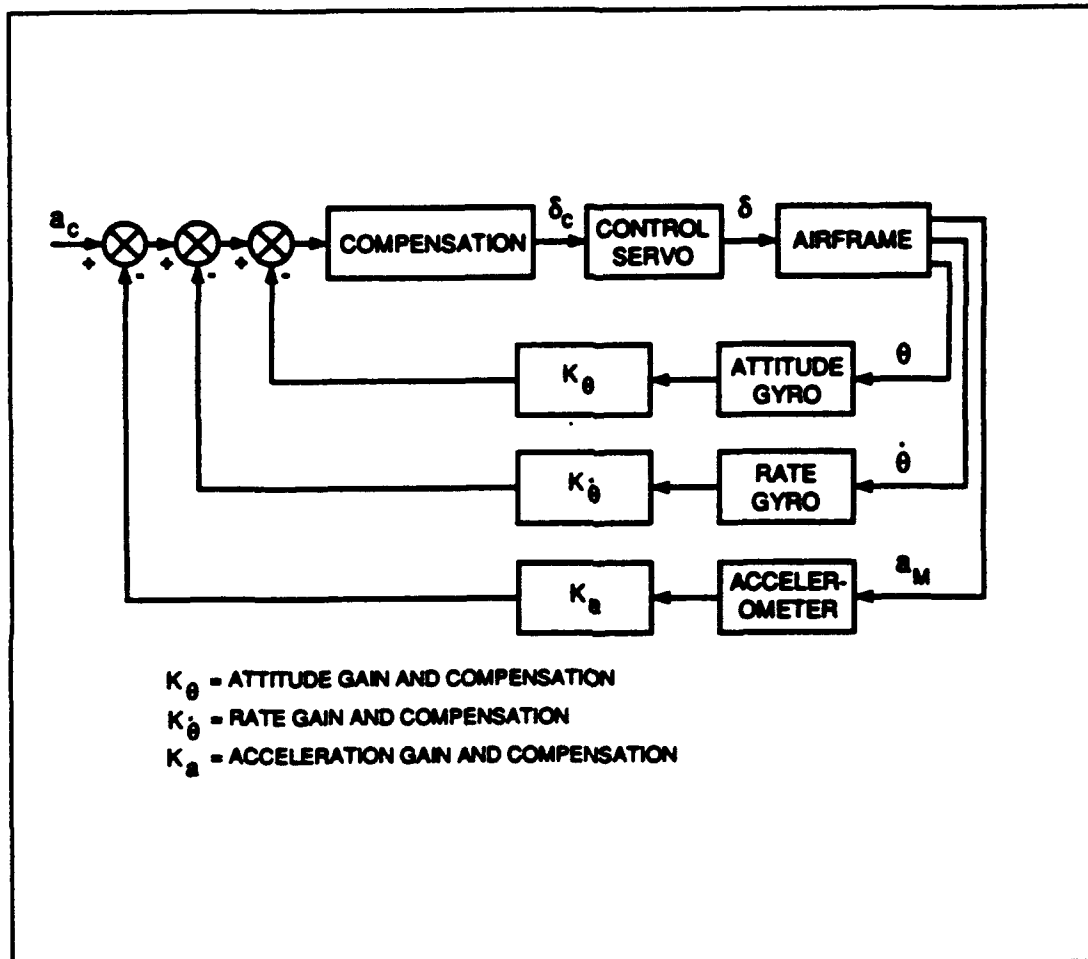 a_c
+
-
+
-
+
-
COMPENSATION
δ_c
CONTROL
SERVO
δ
AIRFRAME
K_θ
ATTITUDE
GYRO
θ
K_θ̇
RATE
GYRO
θ̇
K_a
ACCELER-
OMETER
a_M
K_θ = ATTITUDE GAIN AND COMPENSATION
K_θ̇ = RATE GAIN AND COMPENSATION
K_a = ACCELERATION GAIN AND COMPENSATION